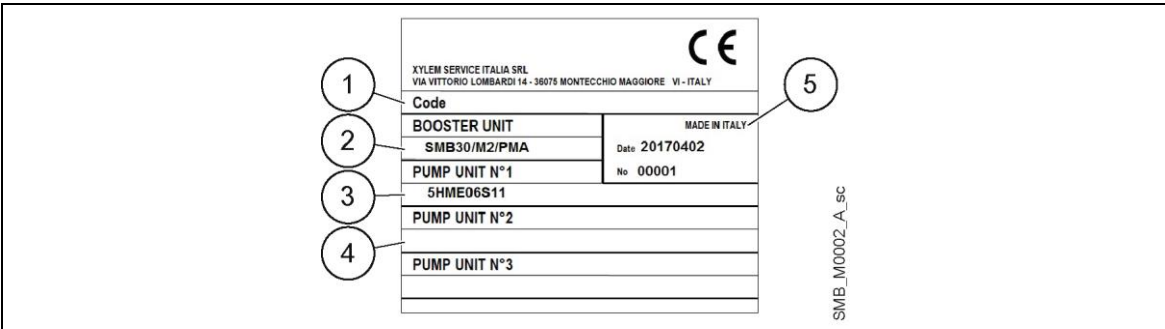 CE
XYLEM SERVICE ITALIA SRL
VIA VITTORIO LOMBARDI 14 - 36075 MONTECCHIO MAGGIORE VI - ITALY
1
5
Code
BOOSTER UNIT
MADE IN ITALY
2
SMB30/M2/PMA
Date 20170402
PUMP UNIT N°1
No 00001
3
5HME06S11
PUMP UNIT N°2
4
PUMP UNIT N°3
SMB_M0002_A_sc